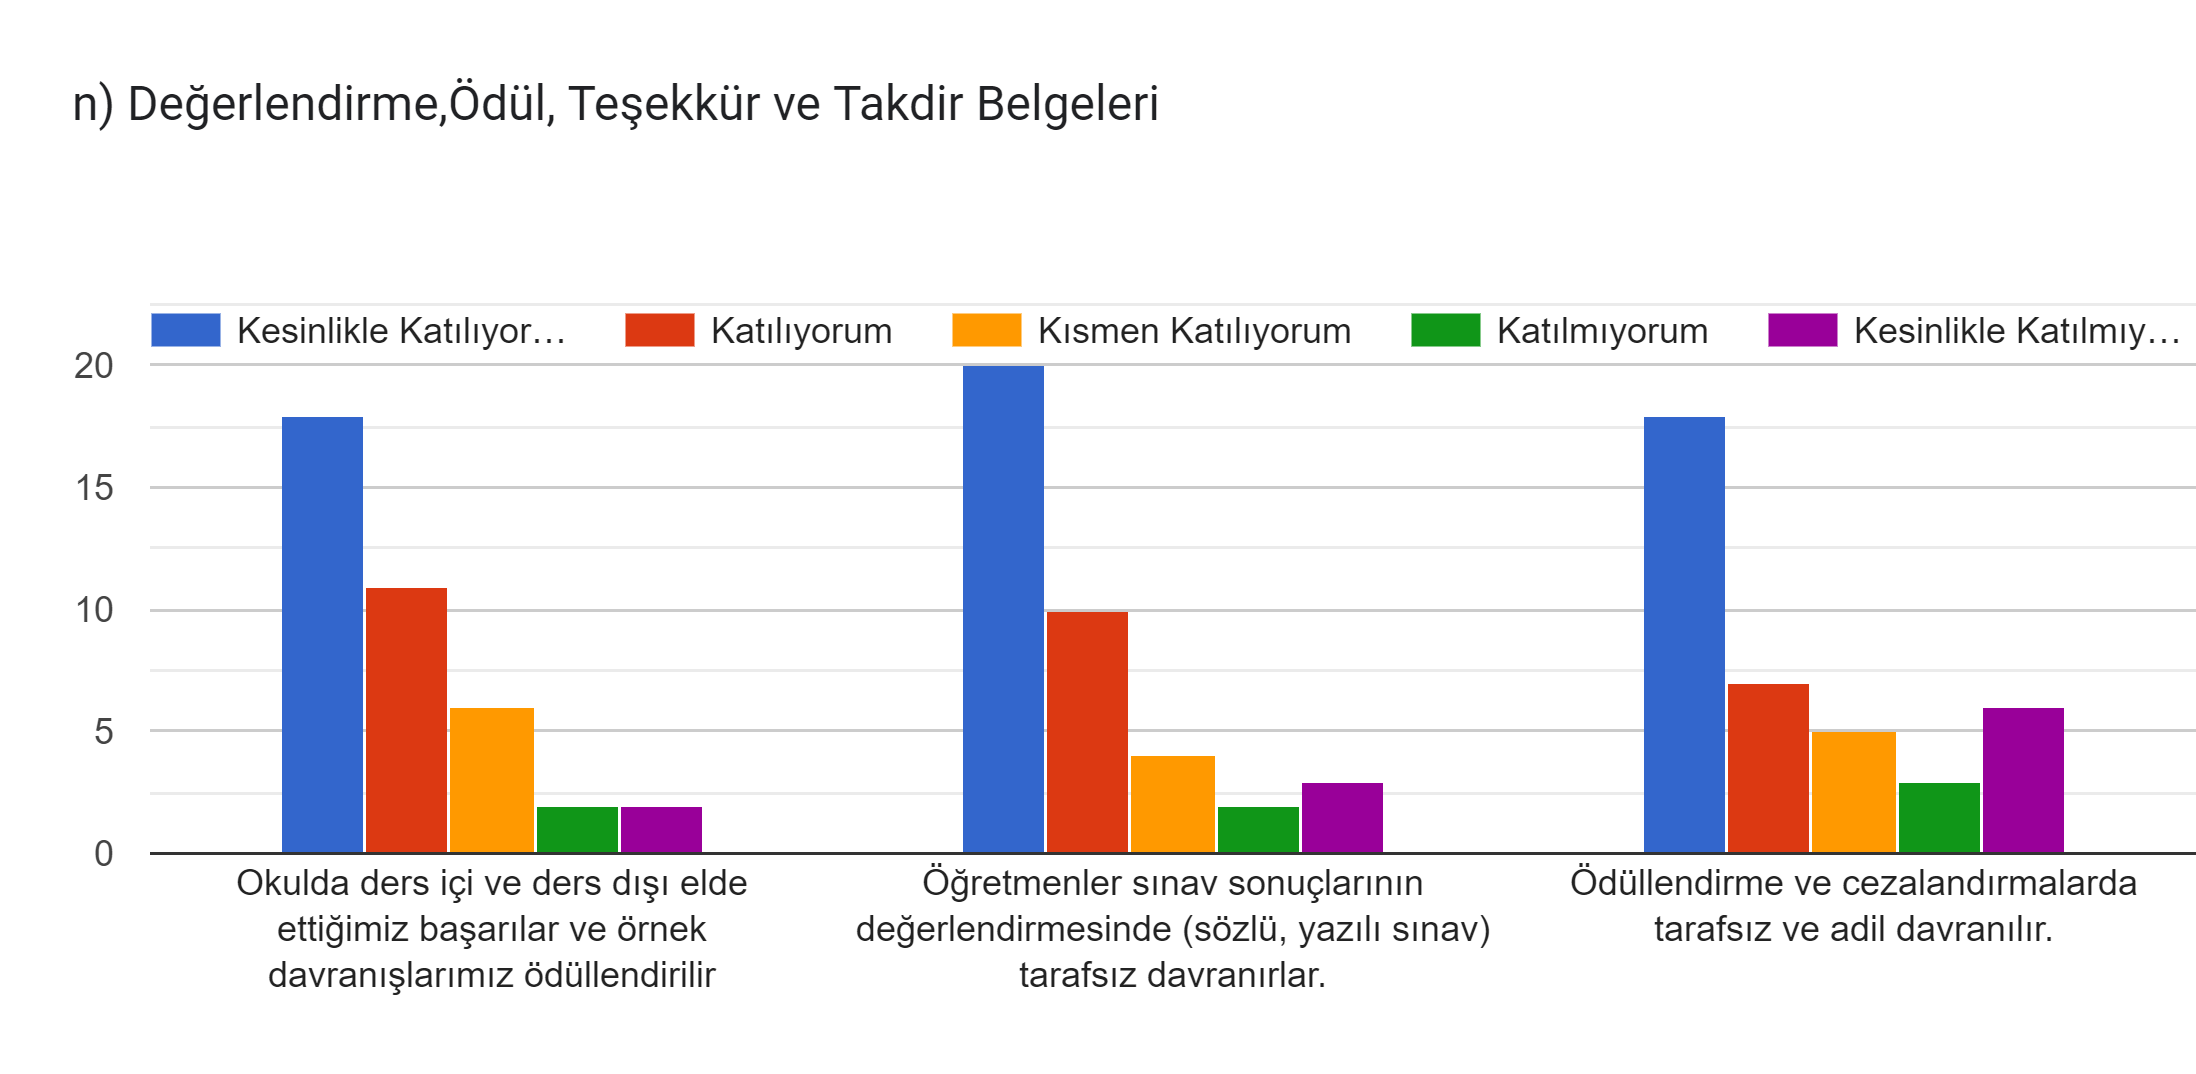 n) Değerlendirme,Ödül, Teşekkür ve Takdir Belgeleri
Kesinlikle Katılıyor… Katılıyorum Kısmen Katılıyorum Katılmıyorum Kesinlikle Katılmıy…
20
15
10
5
0
Okulda ders içi ve ders dışı elde
ettiğimiz başarılar ve örnek
davranışlarımız ödüllendirilir
Öğretmenler sınav sonuçlarının
değerlendirmesinde (sözlü, yazılı sınav)
tarafsız davranırlar.
Ödüllendirme ve cezalandırmalarda
tarafsız ve adil davranılır.